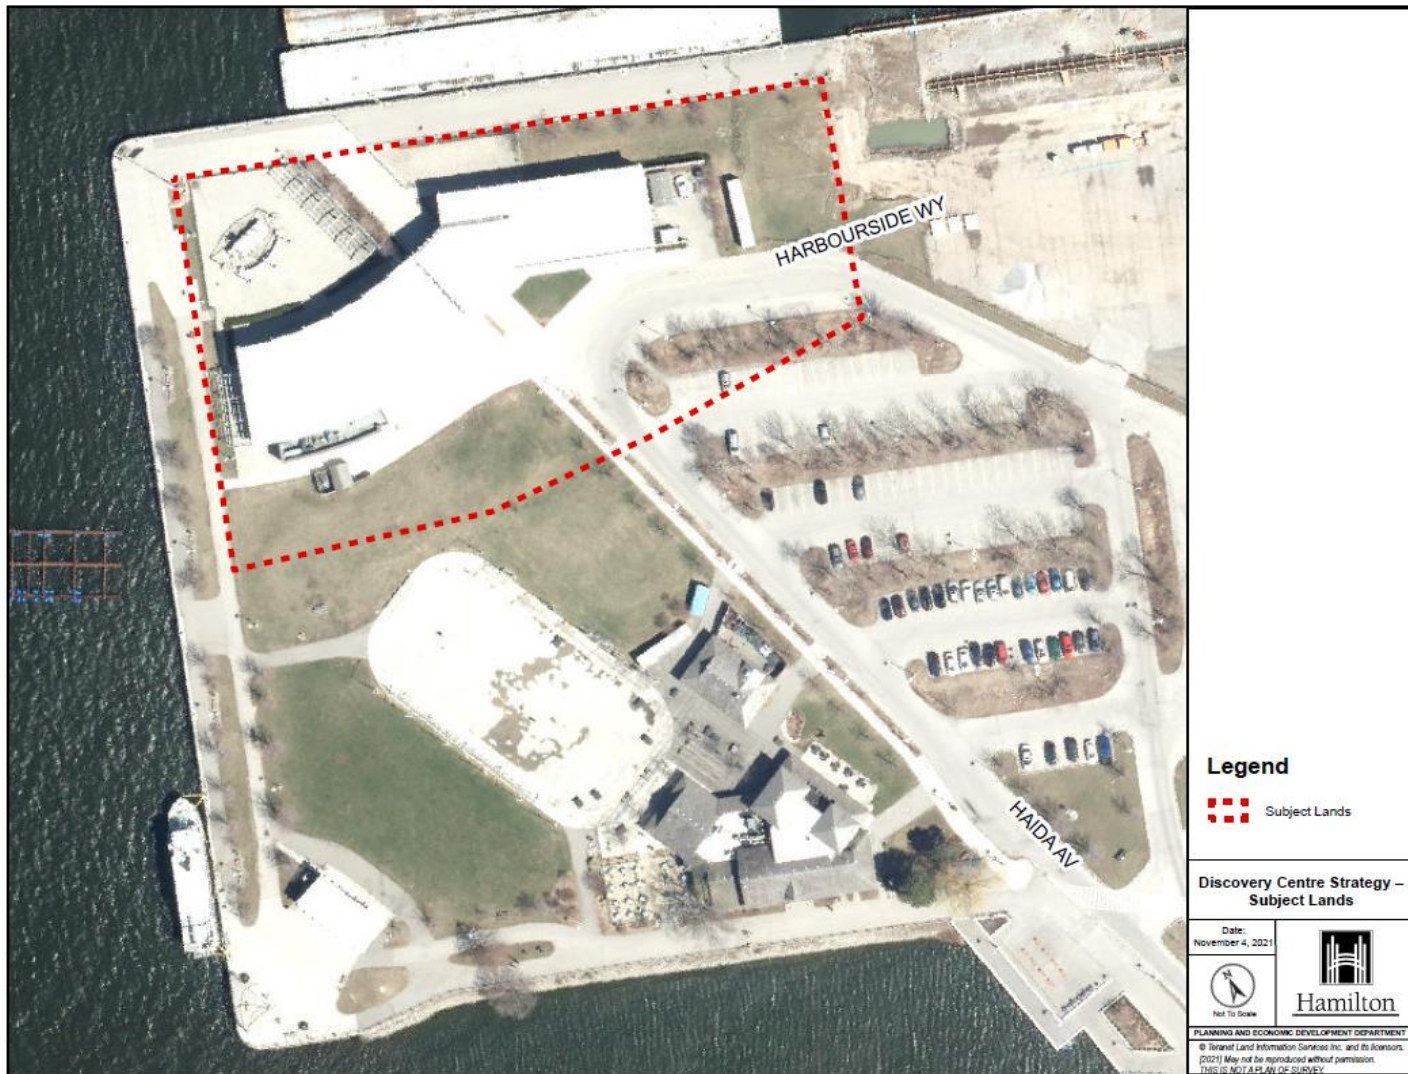 HARBOURSIDE WY
HAIDA AV
Legend
Subject Lands
Discovery Centre Strategy –
Subject Lands
Date:
November 4, 2021
N
Not To Scale
Hamilton
PLANNING AND ECONOMIC DEVELOPMENT DEPARTMENT
© Teranet Land Information Services Inc. and its licensors.
[2021] May not be reproduced without permission.
THIS IS NOT A PLAN OF SURVEY.